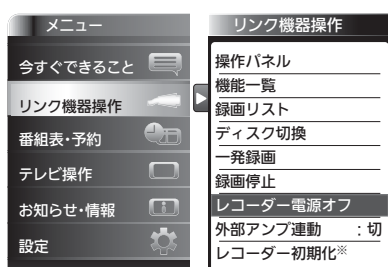 メニュー
今すぐできること
リンク機器操作
番組表・予約
テレビ操作
お知らせ・情報
設定
リンク機器操作
操作パネル
機能一覧
録画リスト
ディスク切換
一発録画
録画停止
レコーダー電源オフ
外部アンプ連動　：切
レコーダー初期化※